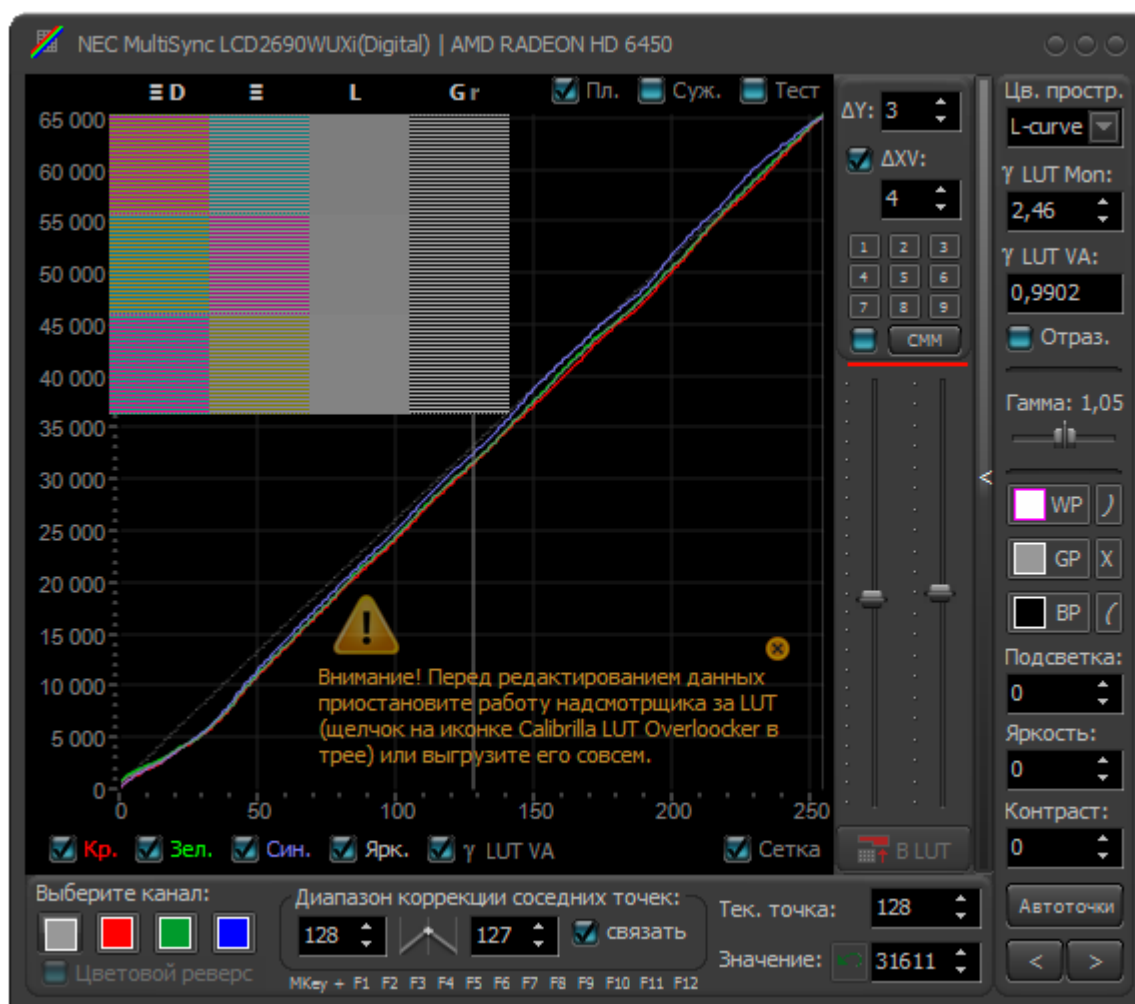 NEC MultiSync LCD2690WUXi(Digital) | AMD RADEON HD 6450
D L Gr
Пл. Суж. Тест
65 000
60 000
55 000
50 000
45 000
40 000
35 000
30 000
25 000
20 000
15 000
10 000
5 000
0
0 50 100 150 200 250
Внимание! Перед редактированием данных
приостановите работу надсмотрщика за LUT
(щелчок на иконке Calibrilla LUT Overloocker в
трее) или выгрузите его совсем.
Кр. Зел. Син. Ярк. γ LUT VA Сетка
ΔY: 3
ΔXV:
4
1 2 3
4 5 6
7 8 9
СММ
<
В LUT
Цв. простр.
L-curve
γ LUT Mon:
2,46
γ LUT VA:
0,9902
Отраз.
Гамма: 1,05
WP )
GP X
BP (
Подсветка:
0
Яркость:
0
Контраст:
0
Автоточки
< >
Выберите канал:
Цветовой реверс
Диапазон коррекции соседних точек:
128 127 связать
MKey + F1 F2 F3 F4 F5 F6 F7 F8 F9 F10 F11 F12
Тек. точка: 128
Значение: 31611